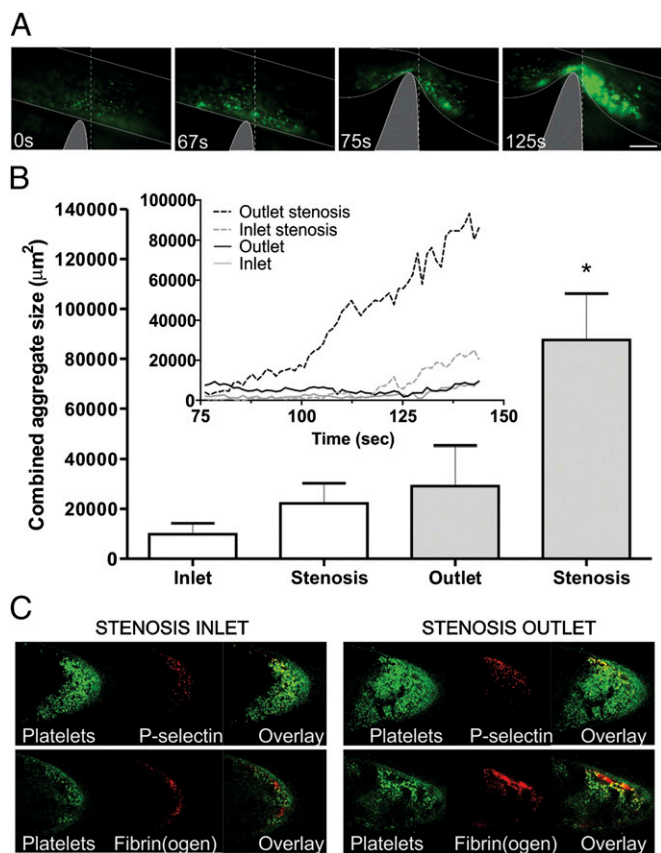 A
0s
67s
75s
125s
B
Combined aggregate size (μm²)
140000
120000
100000
80000
60000
40000
20000
0
100000
80000
60000
40000
20000
0
75
100
125
150
Time (sec)
Outlet stenosis
Inlet stenosis
Outlet
Inlet
*
Inlet
Stenosis
Outlet
Stenosis
C
STENOSIS INLET
STENOSIS OUTLET
Platelets
P-selectin
Overlay
Platelets
P-selectin
Overlay
Platelets
Fibrin(ogen)
Overlay
Platelets
Fibrin(ogen)
Overlay